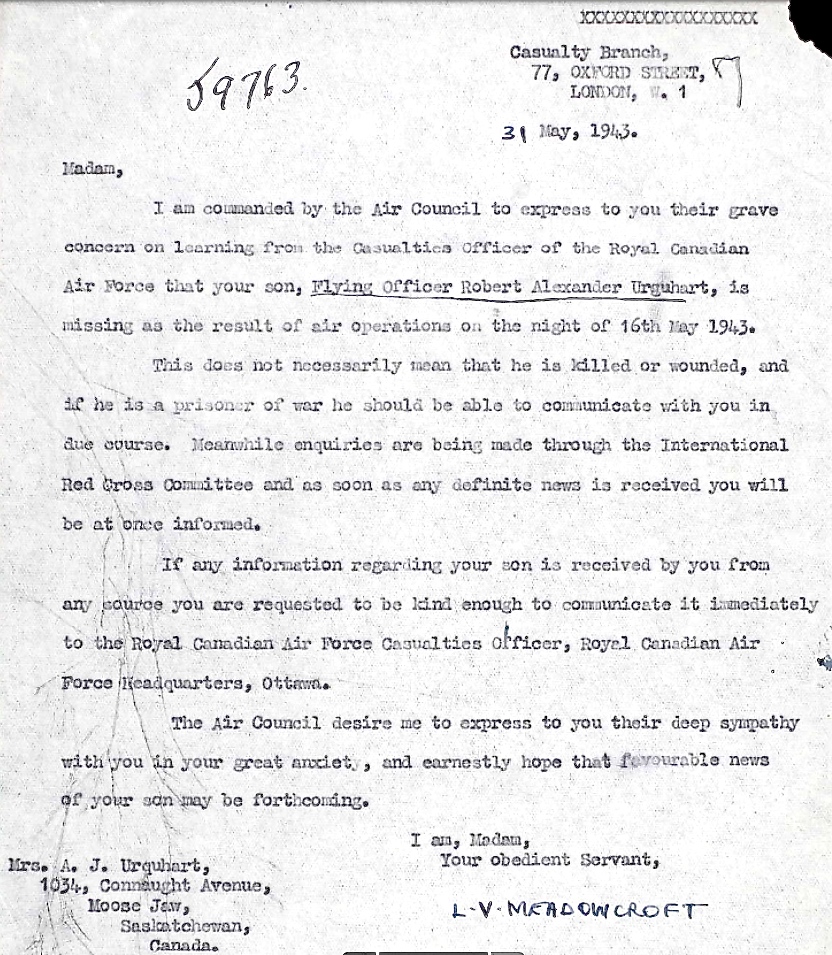 XXXXXXXXXXXXXXXXXX
Casualty Branch,
77, OXFORD STREET,
LONDON, W. 1
59763.
31 May, 1943.
Madam,
I am commanded by the Air Council to express to you their grave
concern on learning from the Casualties Officer of the Royal Canadian
Air Force that your son, Flying Officer Robert Alexander Urquhart, is
missing as the result of air operations on the night of 16th May 1943.
This does not necessarily mean that he is killed or wounded, and
if he is a prisoner of war he should be able to communicate with you in
due course. Meanwhile enquiries are being made through the International
Red Cross Committee and as soon as any definite news is received you will
be at once informed.
If any information regarding your son is received by you from
any source you are requested to be kind enough to communicate it immediately
to the Royal Canadian Air Force Casualties Officer, Royal Canadian Air
Force Headquarters, Ottawa.
The Air Council desire me to express to you their deep sympathy
with you in your great anxiety, and earnestly hope that favourable news
of your son may be forthcoming.
I am, Madam,
Your obedient Servant,
L.V. MEADOWCROFT
Mrs. A. J. Urquhart,
1034, Connaught Avenue,
Moose Jaw,
Saskatchewan,
Canada.